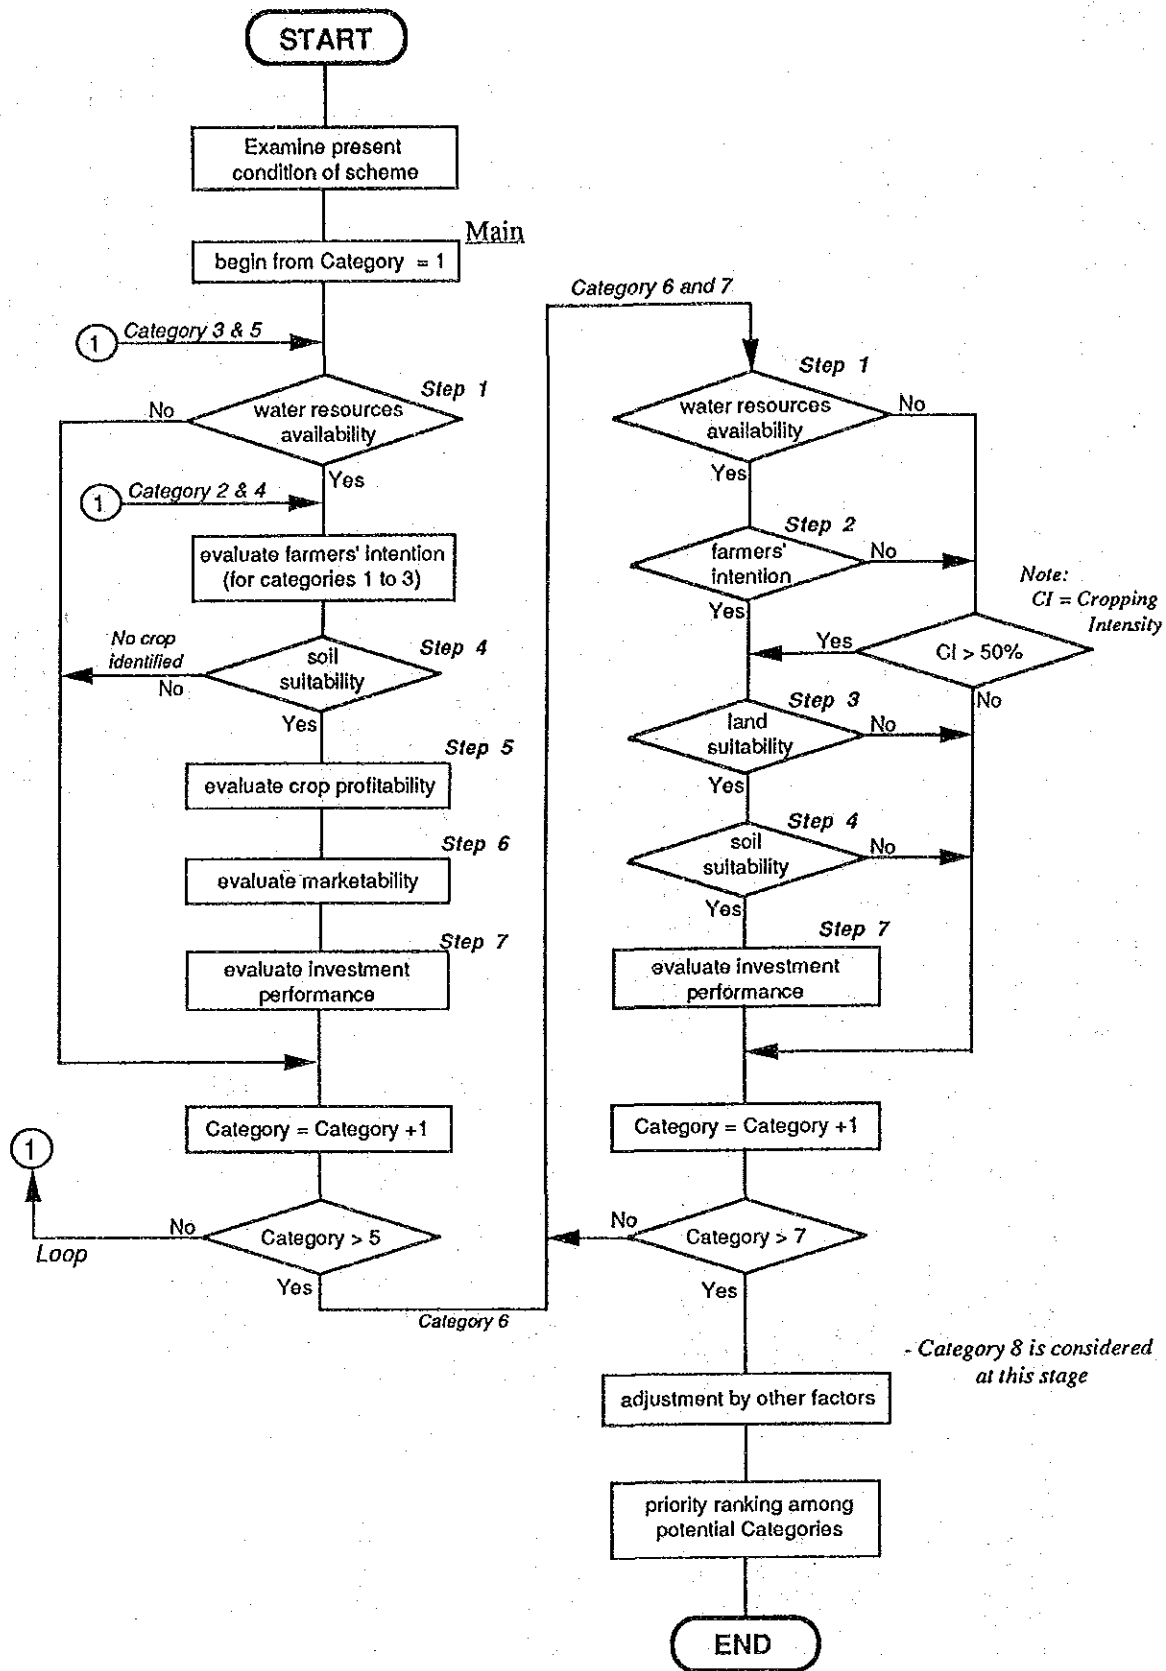 START
Examine present
condition of scheme
Main
begin from Category = 1
1
Category 3 & 5
Step 1
No
water resources
availability
Yes
1
Category 2 & 4
evaluate farmers' intention
(for categories 1 to 3)
No crop
identified
No
soil
suitability
Step 4
Yes
Step 5
evaluate crop profitability
Step 6
evaluate marketability
Step 7
evaluate investment
performance
Category = Category +1
1
Loop
No
Category > 5
Yes
Category 6
Category 6 and 7
Step 1
water resources
availability
No
Yes
Step 2
farmers'
intention
No
Yes
Note:
CI = Cropping
Intensity
Yes
CI > 50%
No
Step 3
land
suitability
No
Yes
Step 4
soil
suitability
No
Yes
Step 7
evaluate investment
performance
Category = Category +1
No
Category > 7
Yes
- Category 8 is considered
at this stage
adjustment by other factors
priority ranking among
potential Categories
END